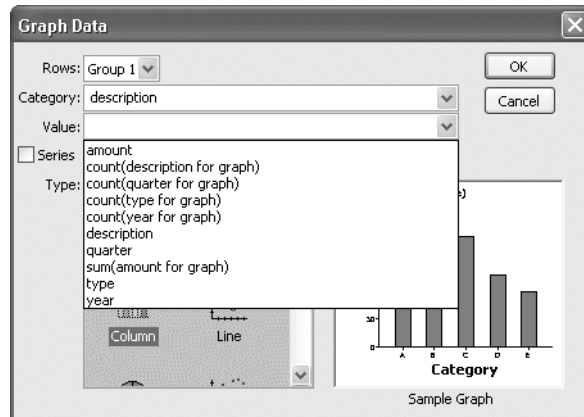 Graph Data
Rows: Group 1
OK
Category: description
Cancel
Value:
Series
Type:
amount
count(description for graph)
count(quarter for graph)
count(type for graph)
count(year for graph)
description
quarter
sum(amount for graph)
type
year
Column
Line
A B C D E
Category
Sample Graph